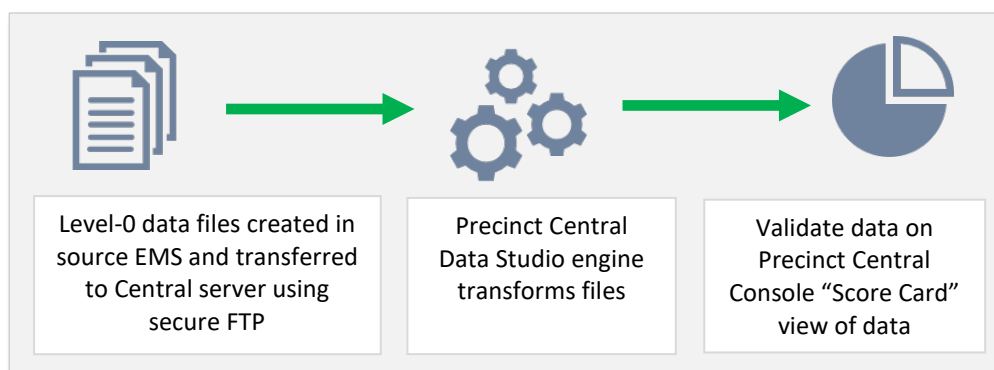 Level-0 data files created in
source EMS and transferred
to Central server using
secure FTP
Precinct Central
Data Studio engine
transforms files
Validate data on
Precinct Central
Console “Score Card”
view of data